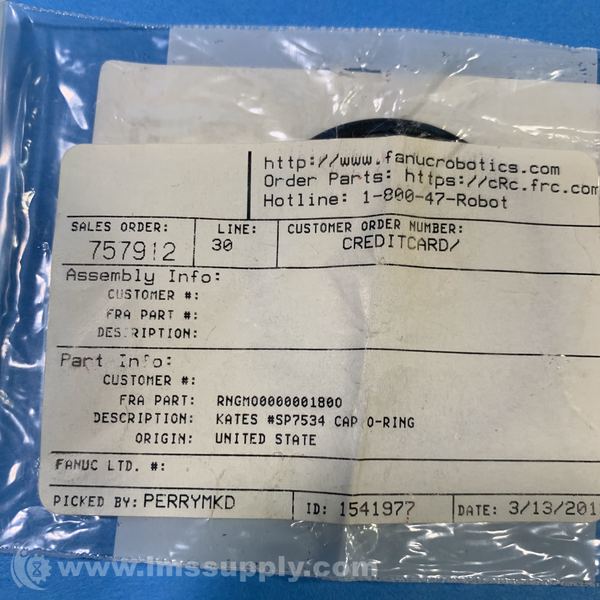 http://www.fanucrobotics.com
Order Parts: https://cRc.frc.com
Hotline: 1-800-47-Robot
SALES ORDER: LINE: CUSTOMER ORDER NUMBER:
757912 30 CREDITCARD/
Assembly Info:
CUSTOMER #:
FRA PART #:
DESCRIPTION:
Part Info:
CUSTOMER #:
FRA PART: RNGMO00000018OO
DESCRIPTION: KATES #SP7534 CAP O-RING
ORIGIN: UNITED STATE
FANUC LTD. #:
PICKED BY: PERRYMKD ID: 1541977 DATE: 3/13/201
www.imssupply.com